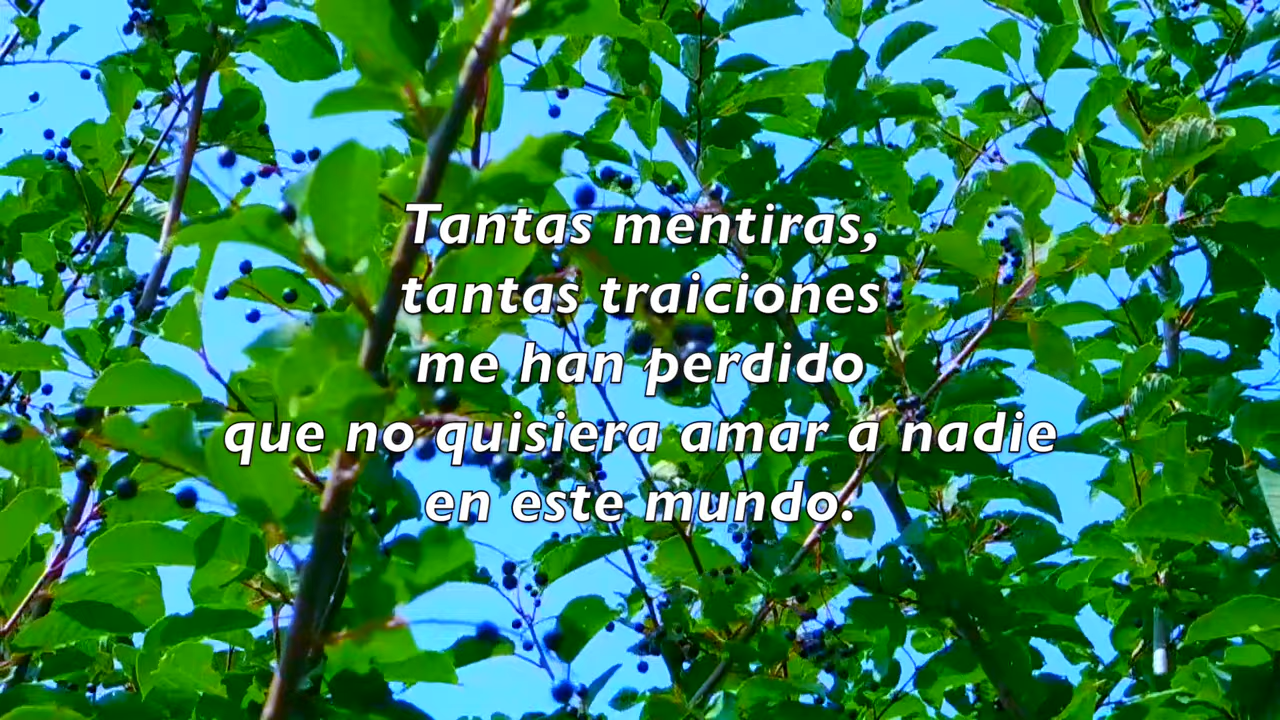 Tantas mentiras,
tantas traiciones
me han perdido
que no quisiera amar a nadie
en este mundo.